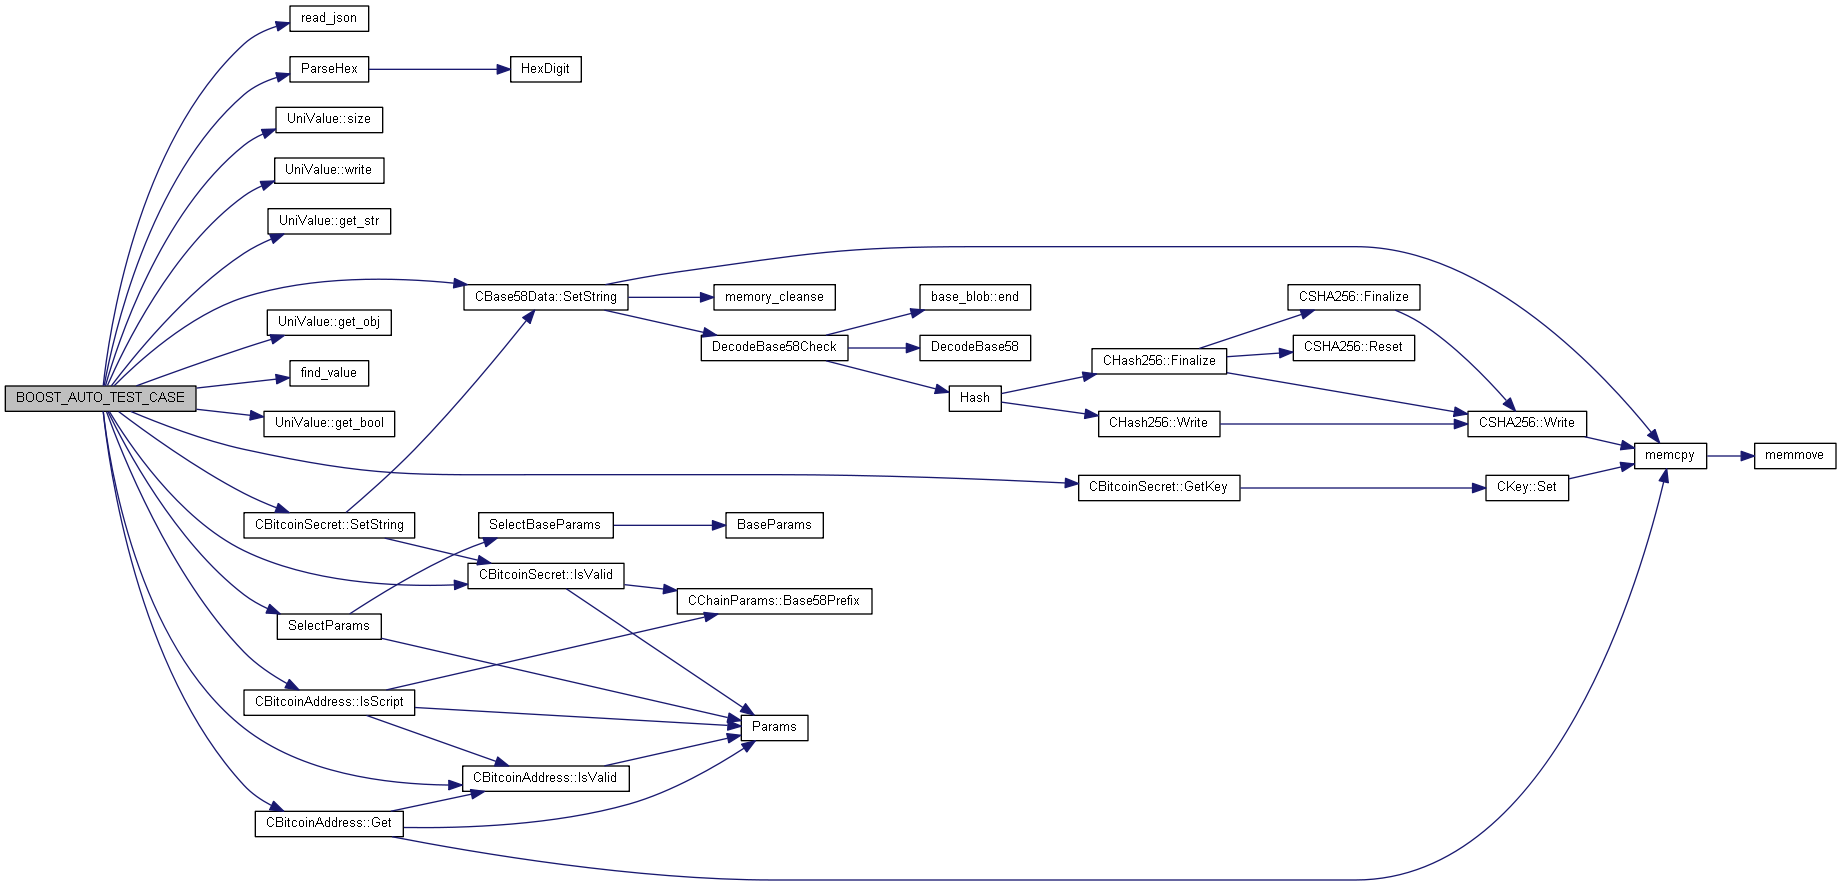 read_json
ParseHex
HexDigit
UniValue::size
UniValue::write
UniValue::get_str
CBase58Data::SetString
memory_cleanse
base_blob::end
CSHA256::Finalize
UniValue::get_obj
DecodeBase58Check
DecodeBase58
CSHA256::Reset
find_value
CHash256::Finalize
BOOST_AUTO_TEST_CASE
Hash
UniValue::get_bool
CHash256::Write
CSHA256::Write
memcpy
memmove
CBitcoinSecret::GetKey
CKey::Set
CBitcoinSecret::SetString
SelectBaseParams
BaseParams
CBitcoinSecret::IsValid
CChainParams::Base58Prefix
SelectParams
CBitcoinAddress::IsScript
Params
CBitcoinAddress::IsValid
CBitcoinAddress::Get